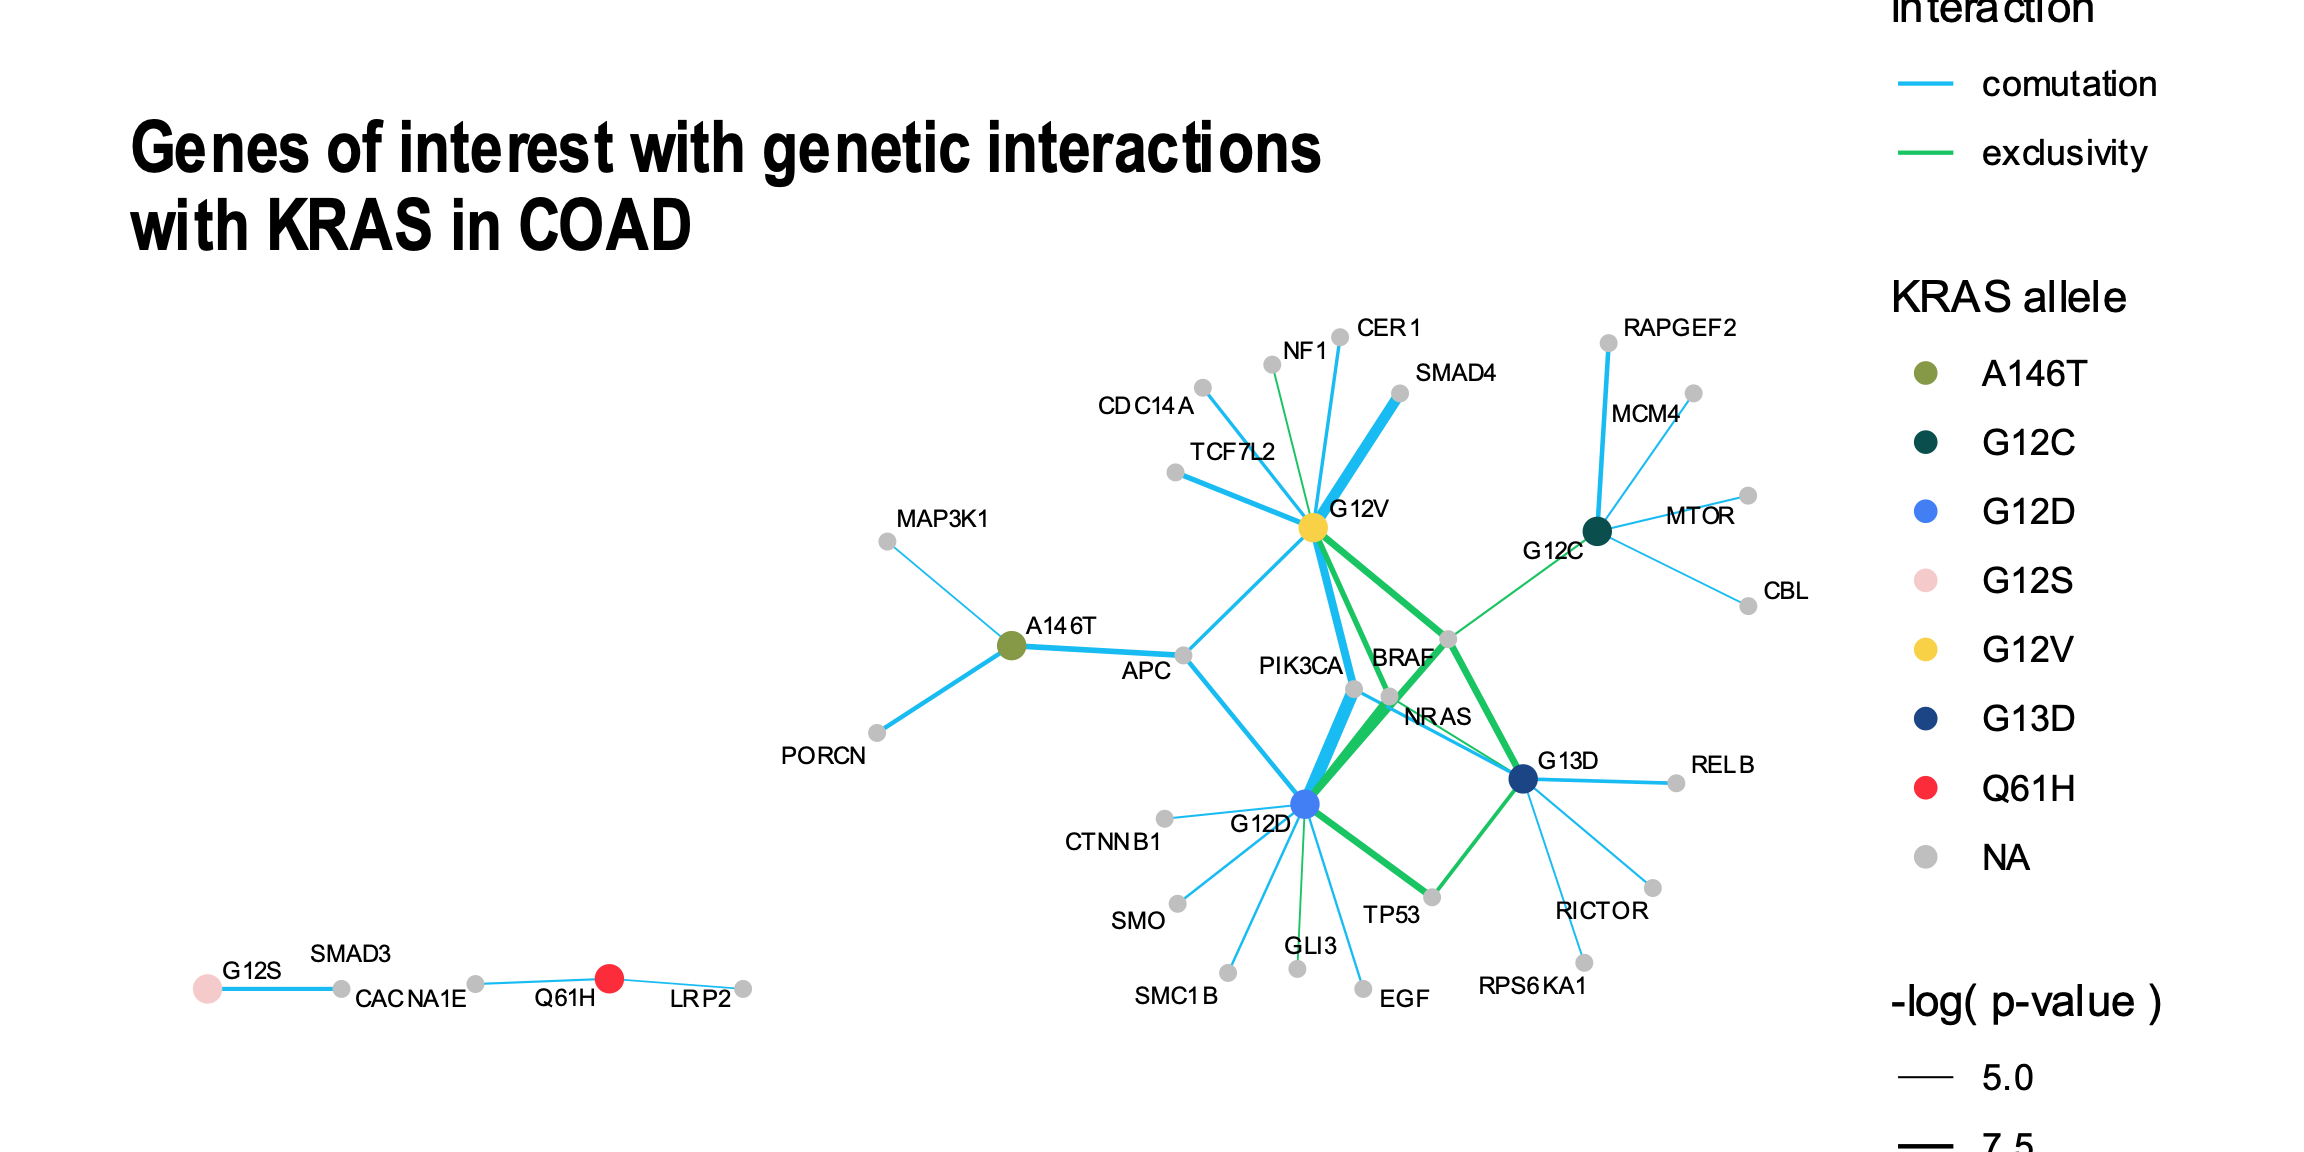 interaction
comutation
exclusivity
Genes of interest with genetic interactions
with KRAS in COAD
KRAS allele
A146T
G12C
G12D
G12S
G12V
G13D
Q61H
NA
-log( p-value )
5.0
7.5
CER1
RAPGEF2
NF1
SMAD4
CDC14A
MCM4
TCF7L2
G12V
MTOR
MAP3K1
G12C
CBL
A146T
APC
PIK3CA
BRAF
NRAS
PORCN
G13D
RELB
G12D
CTNNB1
SMO
TP53
RICTOR
GLI3
SMC1B
EGF
RPS6KA1
SMAD3
G12S
CACNA1E
Q61H
LRP2